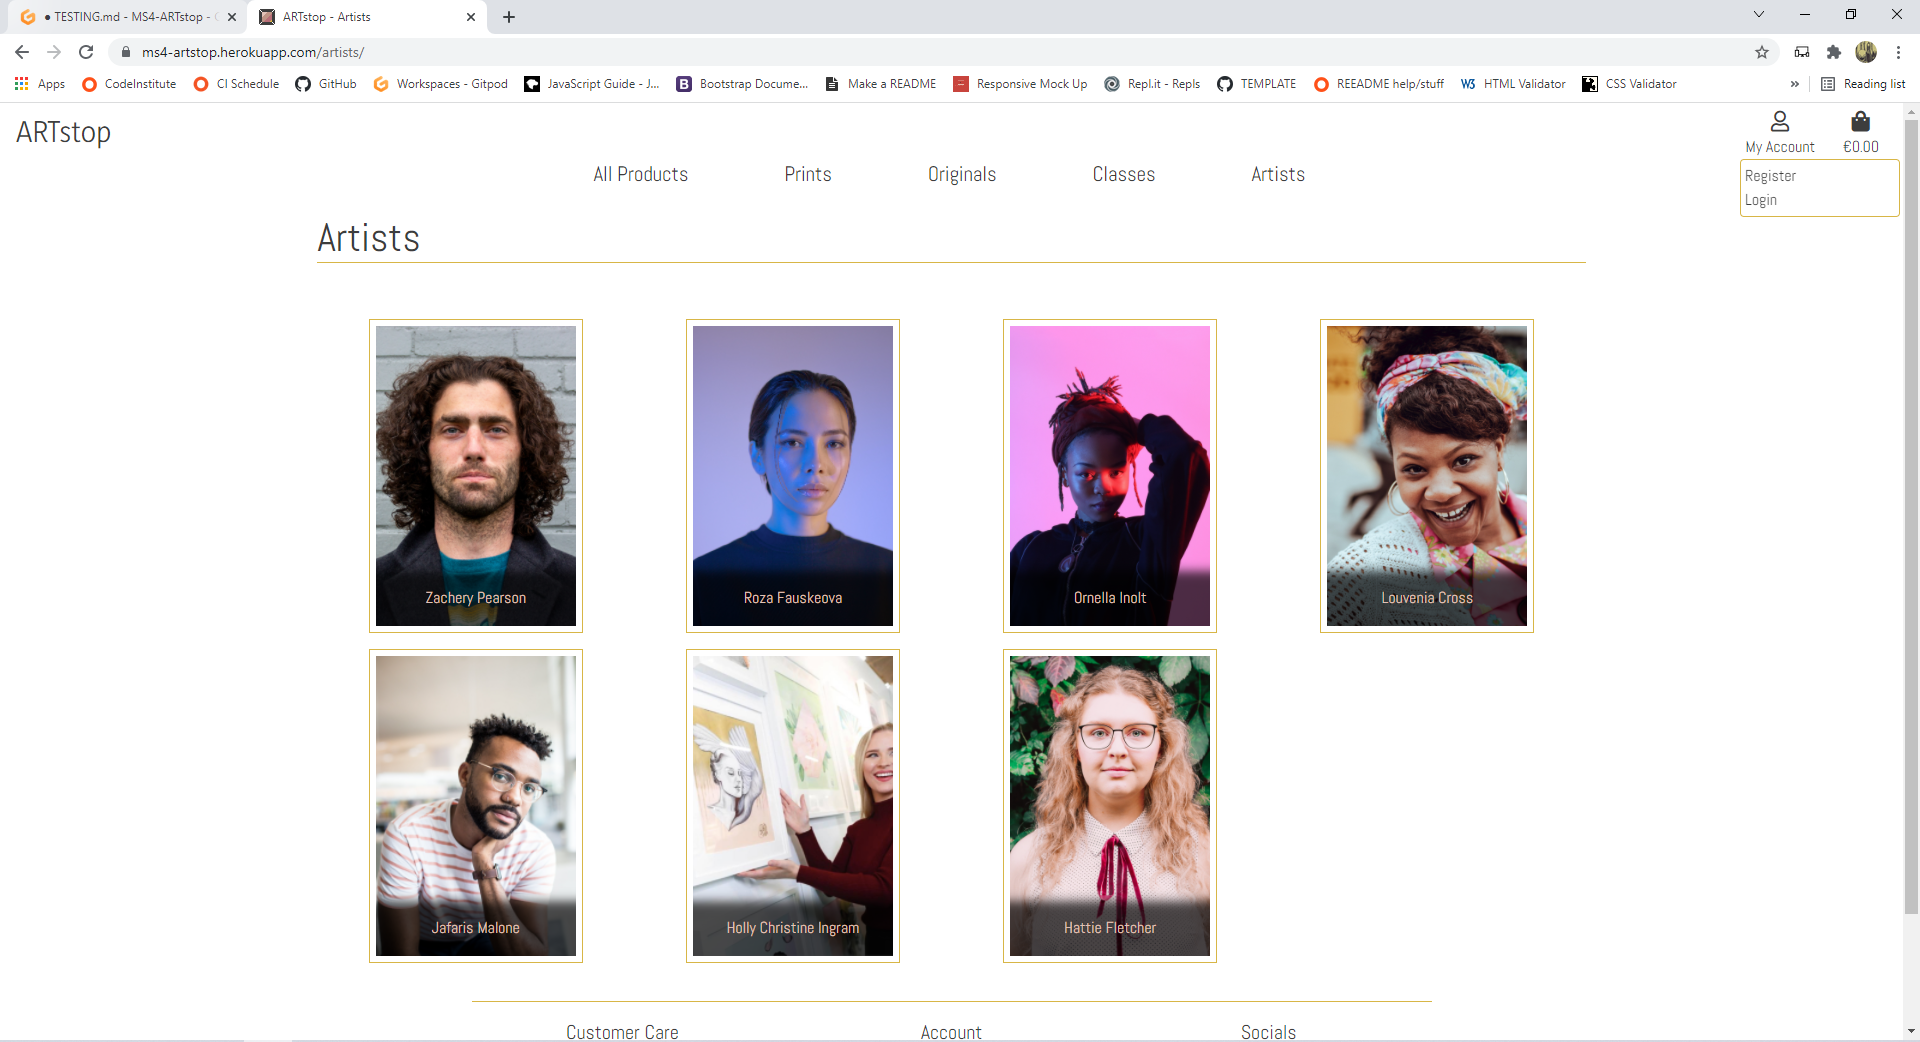 ● TESTING.md - MS4-ARTstop -
ARTstop - Artists
ms4-artstop.herokuapp.com/artists/
Apps CodeInstitute CI Schedule GitHub Workspaces - Gitpod JavaScript Guide - J... Bootstrap Docume... Make a README Responsive Mock Up Repl.it - Repls TEMPLATE REEADME help/stuff W3 HTML Validator CSS Validator » Reading list
ARTstop
My Account €0.00
Register
Login
All Products Prints Originals Classes Artists
Artists
Zachery Pearson Roza Fauskeova Ornella Inolt Louvenia Cross
Jafaris Malone Holly Christine Ingram Hattie Fletcher
Customer Care Account Socials